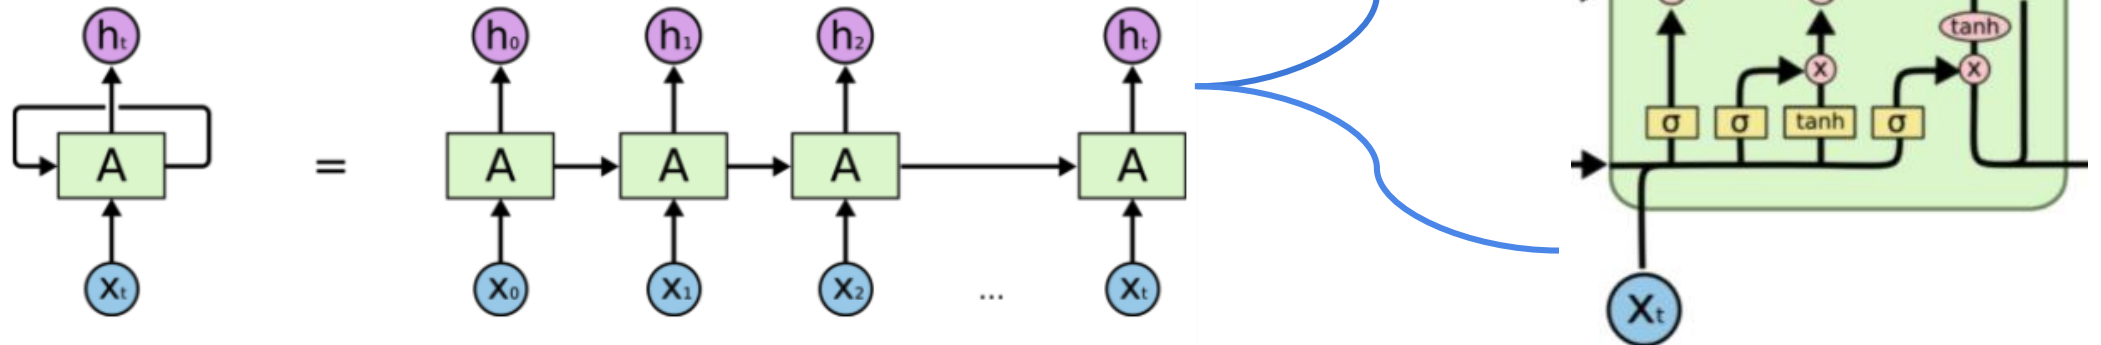 ht
h0 h1 h2 ht
tanh
x x
σ σ tanh σ
A = A A A A
xt
x0 x1 x2 ... xt
Xt